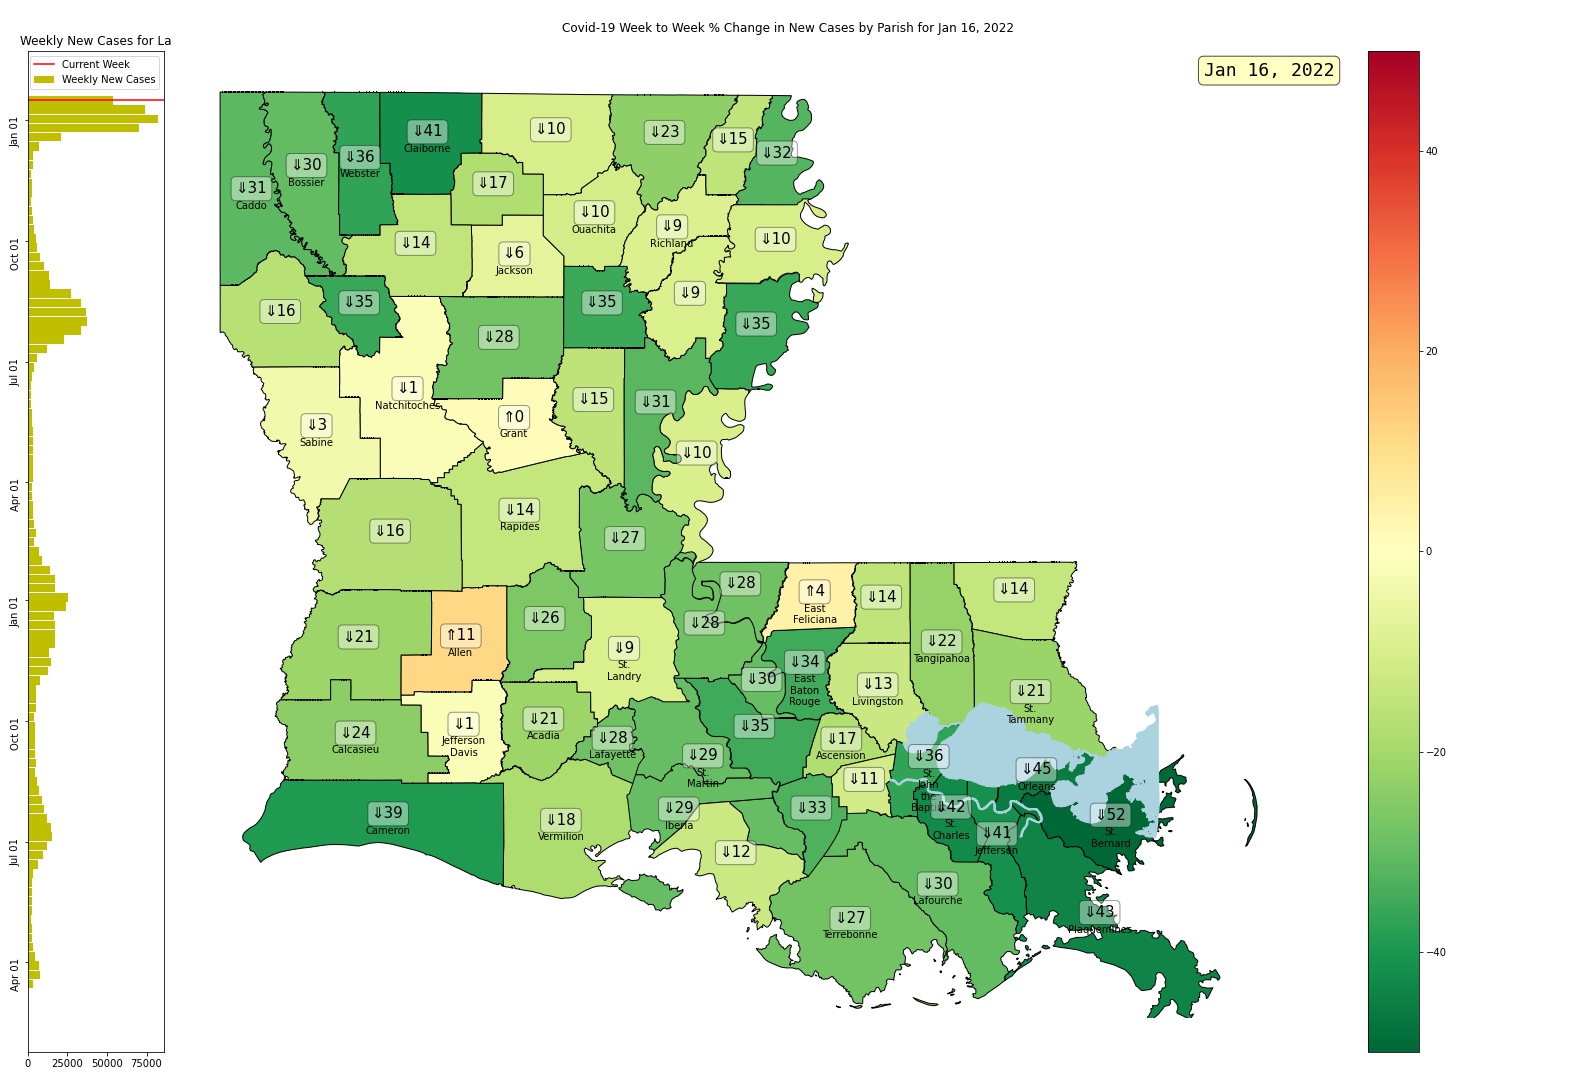 Covid-19 Week to Week % Change in New Cases by Parish for Jan 16, 2022
Weekly New Cases for La
Current Week
Weekly New Cases
Jan 16, 2022
Jan 01
Oct 01
Jul 01
Apr 01
Jan 01
Oct 01
Jul 01
Apr 01
0 25000 50000 75000
⇓31
Caddo
⇓30
Bossier
⇓36
Webster
⇓41
Claiborne
⇓10
⇓23
⇓15
⇓32
⇓17
⇓14
⇓6
Jackson
⇓10
Ouachita
⇓9
Richland
⇓10
⇓16
⇓35
⇓28
⇓35
⇓9
⇓35
⇓1
Natchitoches
⇑0
Grant
⇓15
⇓31
⇓3
Sabine
⇓10
⇓16
⇓14
Rapides
⇓27
⇓21
⇑11
Allen
⇓26
⇓9
St.
Landry
⇓28
⇓28
⇑4
East
Feliciana
⇓14
⇓14
⇓22
Tangipahoa
⇓34
East
Baton
Rouge
⇓30
⇓13
Livingston
⇓21
St.
Tammany
⇓24
Calcasieu
⇓1
Jefferson
Davis
⇓21
Acadia
⇓28
Lafayette
⇓29
St.
Martin
⇓35
⇓17
Ascension
⇓11
⇓36
St.
John
the
⇓45
Orleans
⇓39
Cameron
⇓18
Vermilion
⇓29
Iberia
⇓33
⇓42
St.
Charles
⇓41
Jefferson
⇓52
St.
Bernard
⇓12
⇓30
Lafourche
⇓27
Terrebonne
⇓43
Plaquemines
40
20
0
−20
−40